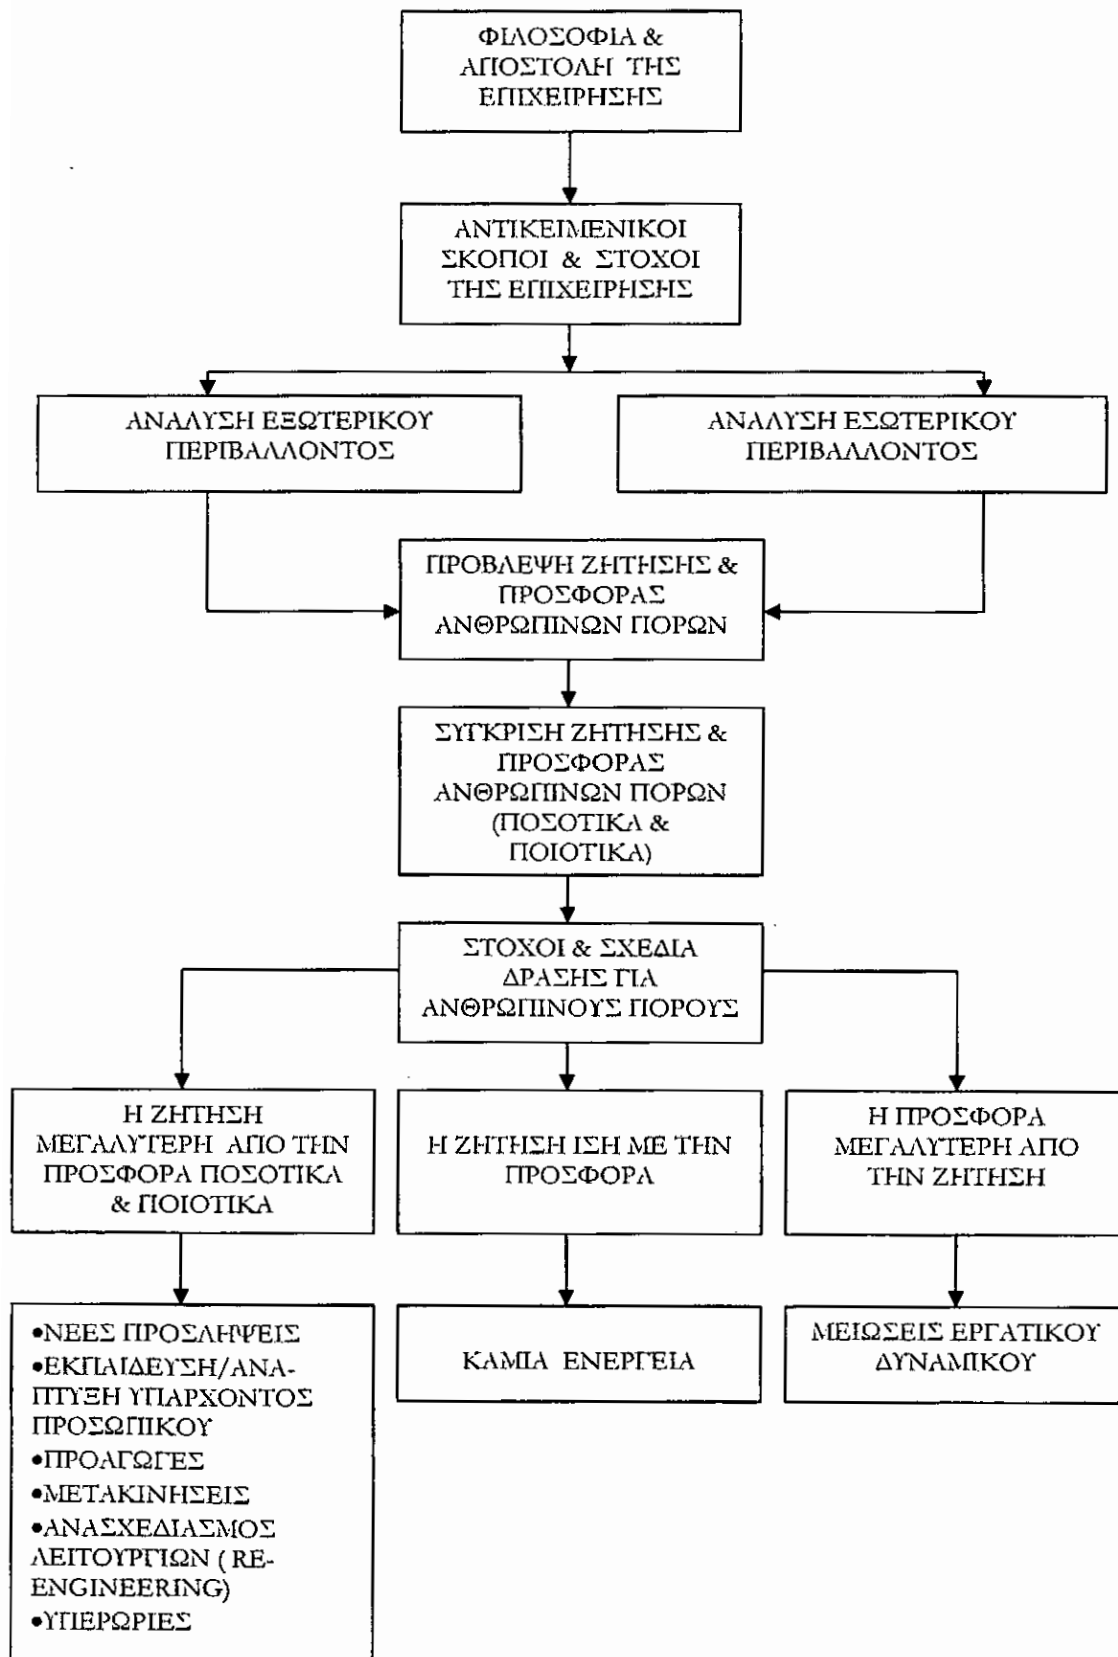 ΦΙΛΟΣΟΦΙΑ &
ΑΠΟΣΤΟΛΗ ΤΗΣ
ΕΠΙΧΕΙΡΗΣΗΣ
ΑΝΤΙΚΕΙΜΕΝΙΚΟΙ
ΣΚΟΠΟΙ & ΣΤΟΧΟΙ
ΤΗΣ ΕΠΙΧΕΙΡΗΣΗΣ
ΑΝΑΛΥΣΗ ΕΞΩΤΕΡΙΚΟΥ
ΠΕΡΙΒΑΛΛΟΝΤΟΣ
ΑΝΑΛΥΣΗ ΕΣΩΤΕΡΙΚΟΥ
ΠΕΡΙΒΑΛΛΟΝΤΟΣ
ΠΡΟΒΛΕΨΗ ΖΗΤΗΣΗΣ &
ΠΡΟΣΦΟΡΑΣ
ΑΝΘΡΩΠΙΝΩΝ ΠΟΡΩΝ
ΣΥΓΚΡΙΣΗ ΖΗΤΗΣΗΣ &
ΠΡΟΣΦΟΡΑΣ
ΑΝΘΡΩΠΙΝΩΝ ΠΟΡΩΝ
(ΠΟΣΟΤΙΚΑ &
ΠΟΙΟΤΙΚΑ)
ΣΤΟΧΟΙ & ΣΧΕΔΙΑ
ΔΡΑΣΗΣ ΓΙΑ
ΑΝΘΡΩΠΙΝΟΥΣ ΠΟΡΟΥΣ
Η ΖΗΤΗΣΗ
ΜΕΓΑΛΥΤΕΡΗ ΑΠΟ ΤΗΝ
ΠΡΟΣΦΟΡΑ ΠΟΣΟΤΙΚΑ
& ΠΟΙΟΤΙΚΑ
Η ΖΗΤΗΣΗ ΙΣΗ ΜΕ ΤΗΝ
ΠΡΟΣΦΟΡΑ
Η ΠΡΟΣΦΟΡΑ
ΜΕΓΑΛΥΤΕΡΗ ΑΠΟ
ΤΗΝ ΖΗΤΗΣΗ
•ΝΕΕΣ ΠΡΟΣΛΗΨΕΙΣ
•ΕΚΠΑΙΔΕΥΣΗ/ΑΝΑ-
ΠΤΥΞΗ ΥΠΑΡΧΟΝΤΟΣ
ΠΡΟΣΩΠΙΚΟΥ
•ΠΡΟΑΓΩΓΕΣ
•ΜΕΤΑΚΙΝΗΣΕΙΣ
•ΑΝΑΣΧΕΔΙΑΣΜΟΣ
ΛΕΙΤΟΥΡΓΙΩΝ ( RE-
ENGINEERING)
•ΥΠΕΡΩΡΙΕΣ
ΚΑΜΙΑ ΕΝΕΡΓΕΙΑ
ΜΕΙΩΣΕΙΣ ΕΡΓΑΤΙΚΟΥ
ΔΥΝΑΜΙΚΟΥ